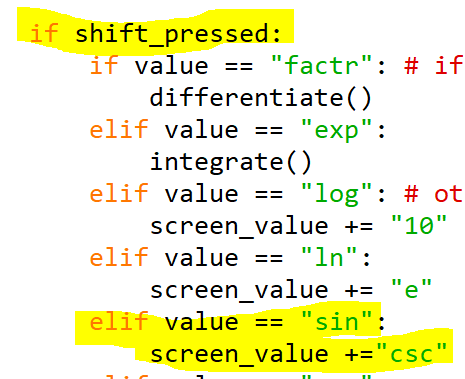 if shift_pressed:
if value == "factr": # if
differentiate()
elif value == "exp":
integrate()
elif value == "log": # ot
screen_value += "10"
elif value == "ln":
screen_value += "e"
elif value == "sin":
screen_value +="csc"